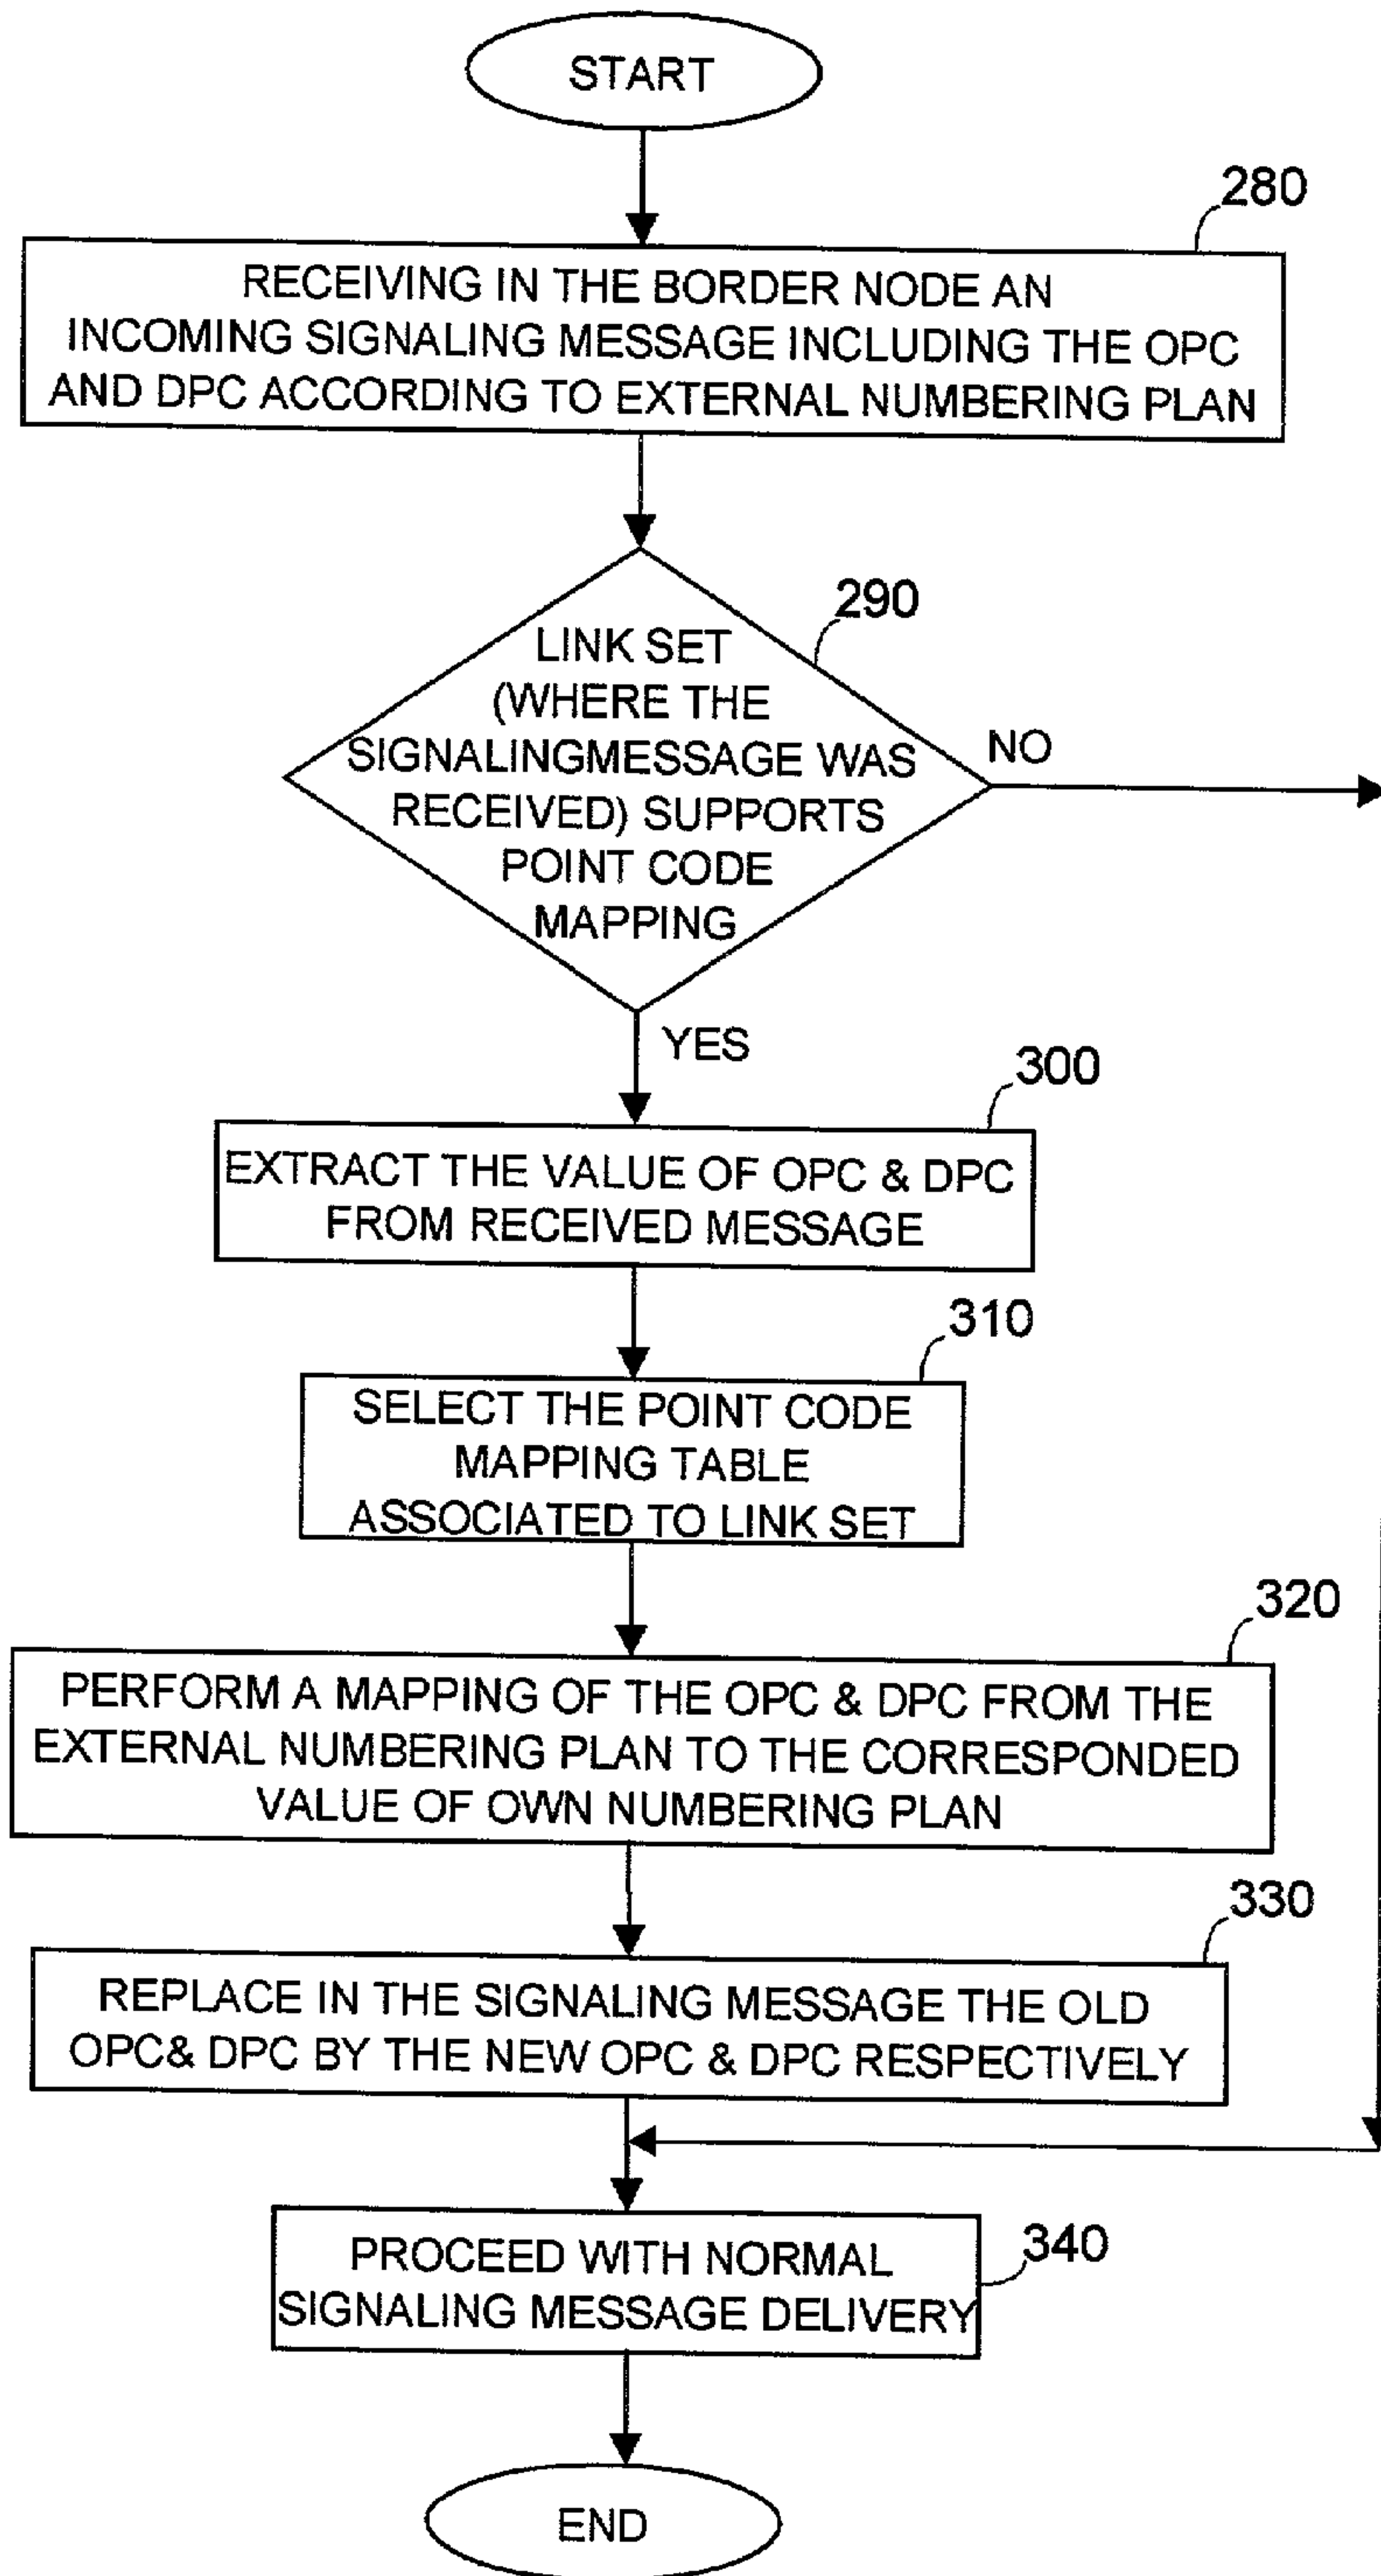 START
280
RECEIVING IN THE BORDER NODE AN
INCOMING SIGNALING MESSAGE INCLUDING THE OPC
AND DPC ACCORDING TO EXTERNAL NUMBERING PLAN
290
LINK SET
(WHERE THE
SIGNALINGMESSAGE WAS
RECEIVED) SUPPORTS
POINT CODE
MAPPING
NO
YES
300
EXTRACT THE VALUE OF OPC & DPC
FROM RECEIVED MESSAGE
310
SELECT THE POINT CODE
MAPPING TABLE
ASSOCIATED TO LINK SET
320
PERFORM A MAPPING OF THE OPC & DPC FROM THE
EXTERNAL NUMBERING PLAN TO THE CORRESPONDED
VALUE OF OWN NUMBERING PLAN
330
REPLACE IN THE SIGNALING MESSAGE THE OLD
OPC& DPC BY THE NEW OPC & DPC RESPECTIVELY
340
PROCEED WITH NORMAL
SIGNALING MESSAGE DELIVERY
END